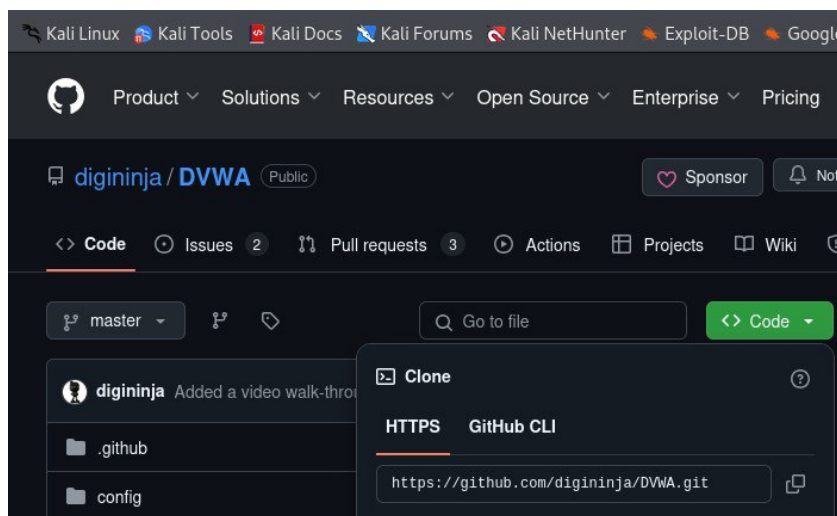 Kali Linux Kali Tools Kali Docs Kali Forums Kali NetHunter Exploit-DB
Product Solutions Resources Open Source Enterprise Pricing
digininja / DVWA Public Sponsor
<> Code Issues 2 Pull requests 3 Actions Projects Wiki
master Go to file <> Code
Clone
digininja Added a video walk-throu
HTTPS GitHub CLI
.github
https://github.com/digininja/DVWA.git
config